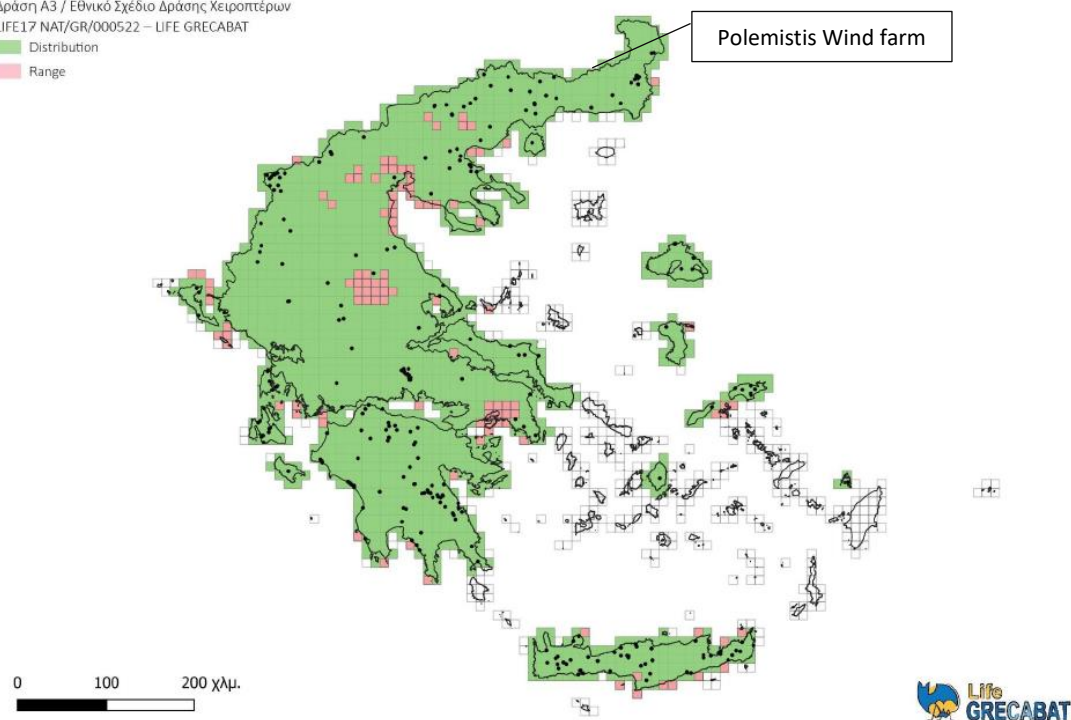 Δράση Α3 / Εθνικό Σχέδιο Δράσης Χειροπτέρων
LIFE17 NAT/GR/000522 – LIFE GRECABAT
Distribution
Range
Polemistis Wind farm
0 100 200 χλμ.
Life
GRECABAT